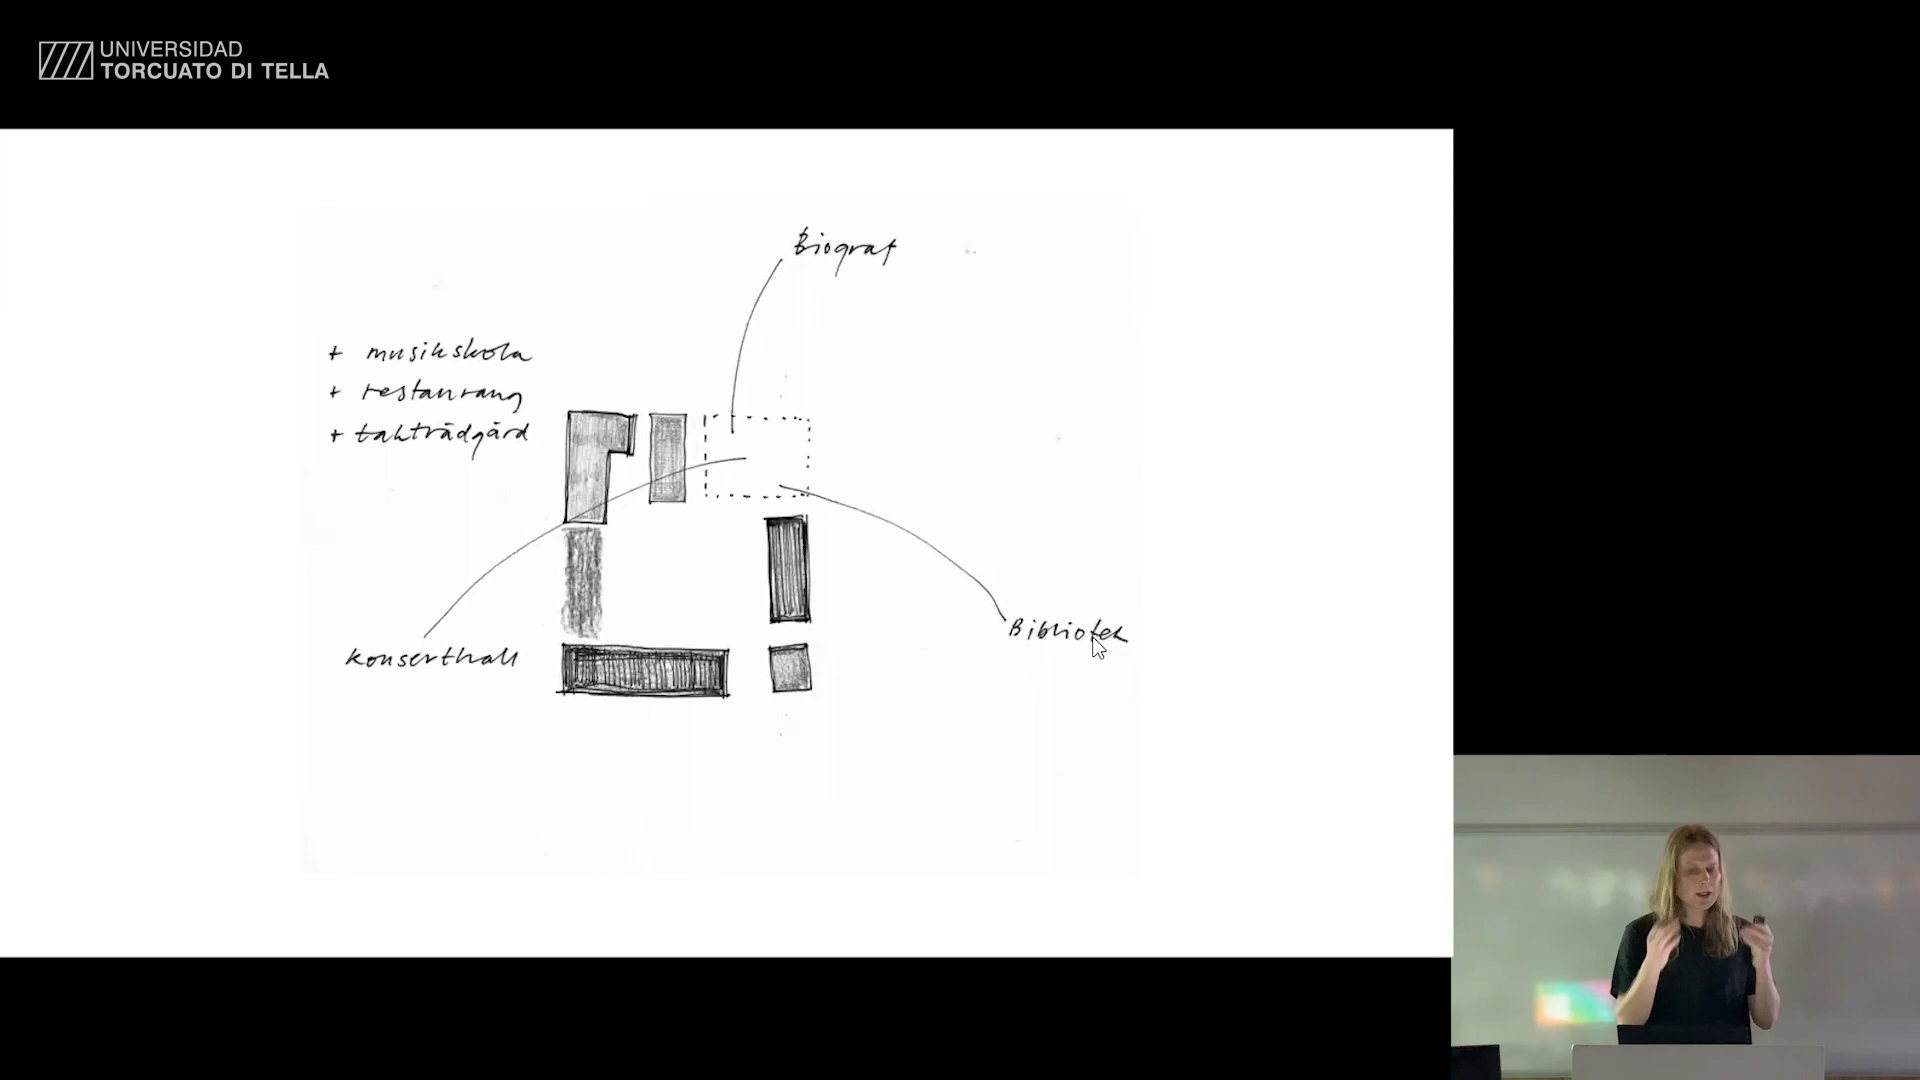 UNIVERSIDAD
TORCUATO DI TELLA
Biograf
+ musikskola
+ restaurang
+ takträdgård
Bibliotek
konserthall